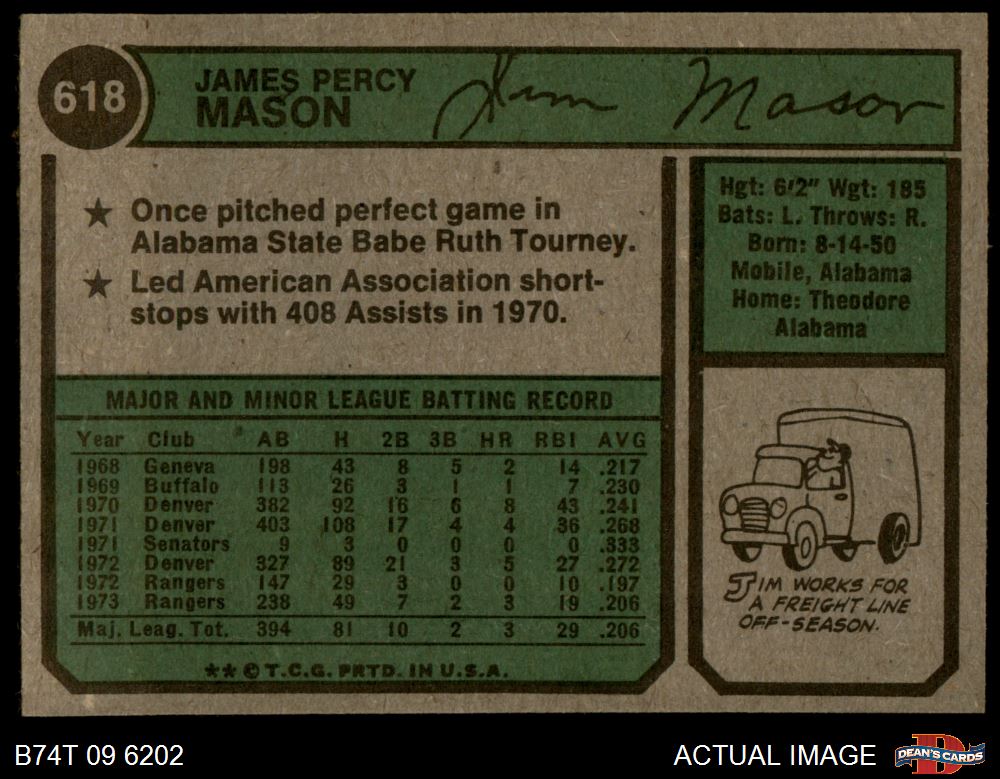 618
JAMES PERCY
MASON
Jim Mason
★ Once pitched perfect game in
Alabama State Babe Ruth Tourney.
★ Led American Association short-
stops with 408 Assists in 1970.
Hgt: 6'2" Wgt: 185
Bats: L. Throws: R.
Born: 8-14-50
Mobile, Alabama
Home: Theodore
Alabama
MAJOR AND MINOR LEAGUE BATTING RECORD
Year Club AB H 2B 3B HR RBI AVG
1968 Geneva 198 43 8 5 2 14 .217
1969 Buffalo 113 26 3 1 1 7 .230
1970 Denver 382 92 16 6 8 43 .241
1971 Denver 403 108 17 4 4 36 .268
1971 Senators 9 3 0 0 0 0 .333
1972 Denver 327 89 21 3 5 27 .272
1972 Rangers 147 29 3 0 0 10 .197
1973 Rangers 238 49 7 2 3 19 .206
Maj. Leag. Tot. 394 81 10 2 3 29 .206
** © T.C.G. PRTD. IN U.S.A.
JIM WORKS FOR
A FREIGHT LINE
OFF-SEASON.
B74T 09 6202
ACTUAL IMAGE
DEAN'S CARDS